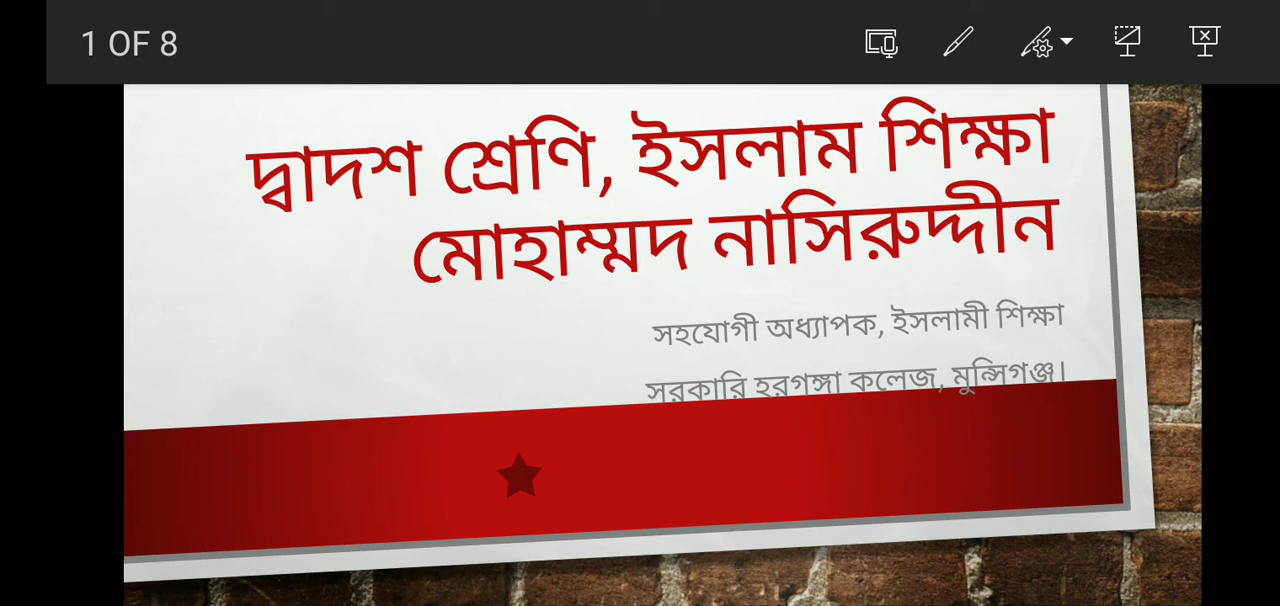 1 OF 8
দ্বাদশ শ্রেণি, ইসলাম শিক্ষা
মোহাম্মদ নাসিরুদ্দীন
সহযোগী অধ্যাপক, ইসলামী শিক্ষা
সরকারি হরগঙ্গা কলেজ, মুন্সিগঞ্জ।